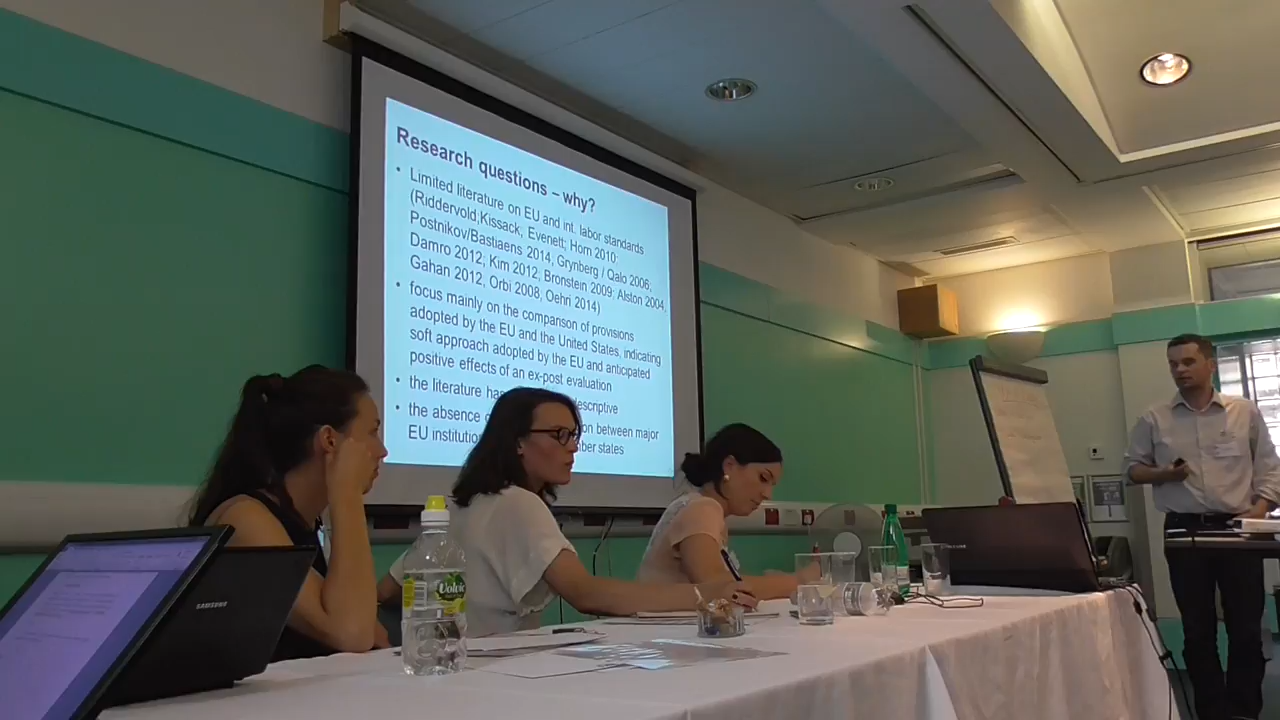 Research questions – why?
• Limited literature on EU and int. labor standards
(Riddervold;Kissack, Evenett; Horn 2010;
Postnikov/Bastiaens 2014, Grynberg / Qalo 2006;
Damro 2012; Kim 2012, Bronstein 2009; Alston 2004,
Gahan 2012, Orbi 2008, Oehri 2014)
• focus mainly on the comparison of provisions
adopted by the EU and the United States, indicating
soft approach adopted by the EU and anticipated
positive effects of an ex-post evaluation
• the literature has descriptive
• the absence between major
EU states
SAMSUNG
Volvic